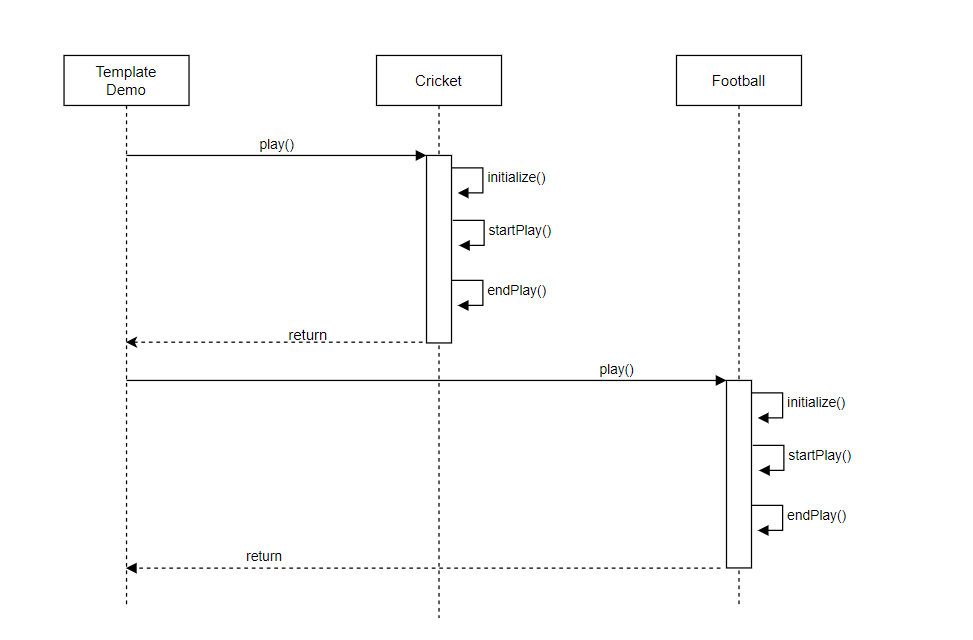 Template
Demo
Cricket
Football
play()
initialize()
startPlay()
endPlay()
return
play()
initialize()
startPlay()
endPlay()
return